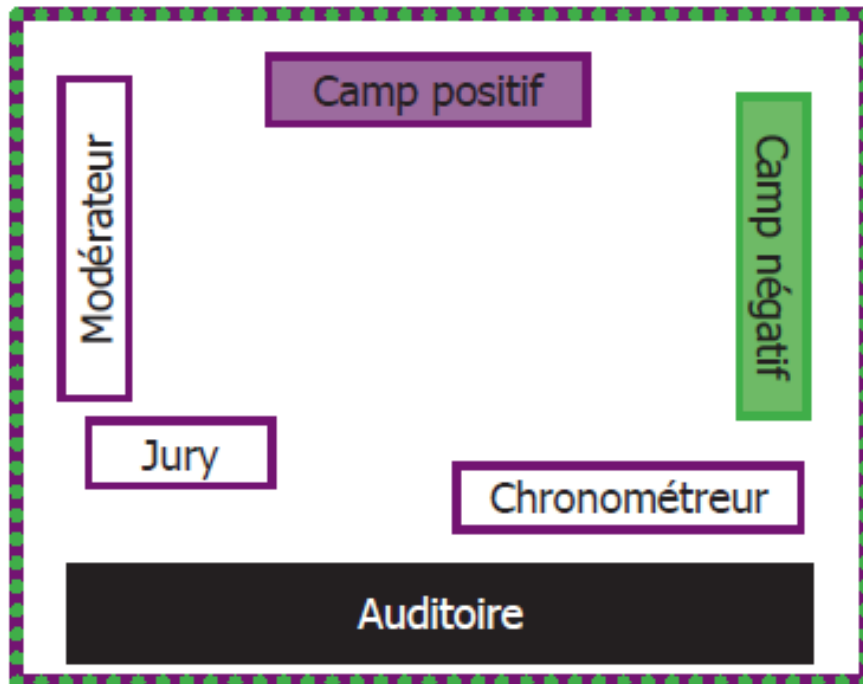 Camp positif
Modérateur
Camp négatif
Jury
Chronométreur
Auditoire